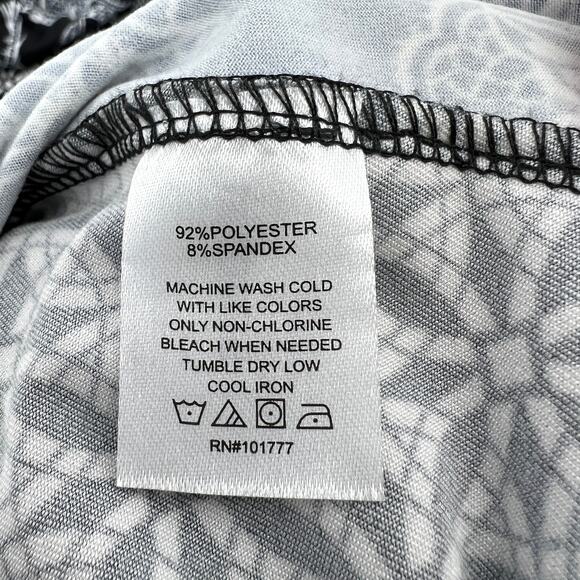 92%POLYESTER
8%SPANDEX
MACHINE WASH COLD
WITH LIKE COLORS
ONLY NON-CHLORINE
BLEACH WHEN NEEDED
TUMBLE DRY LOW
COOL IRON
RN#101777